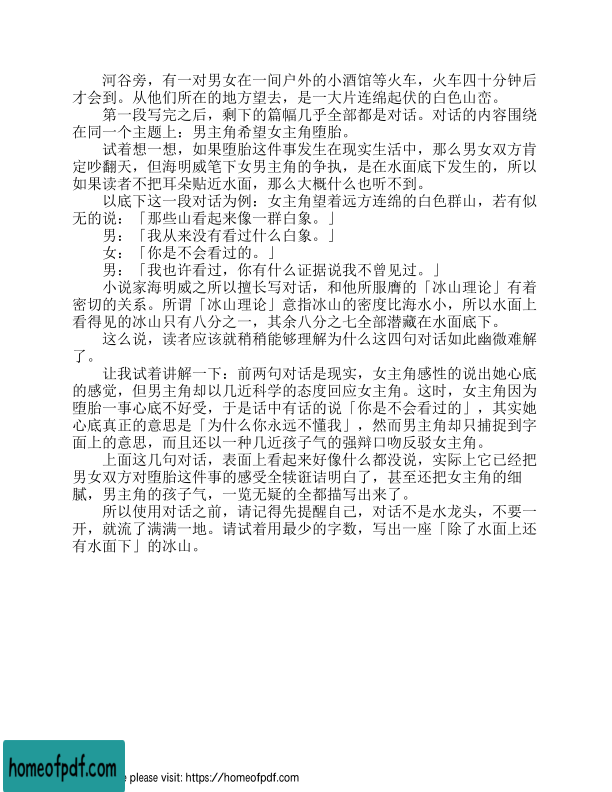 河谷旁，有一对男女在一间户外的小酒馆等火车，火车四十分钟后
才会到。从他们所在的地方望去，是一大片连绵起伏的白色山峦。
第一段写完之后，剩下的篇幅几乎全部都是对话。对话的内容围绕
在同一个主题上：男主角希望女主角堕胎。
试着想一想，如果堕胎这件事发生在现实生活中，那么男女双方肯
定吵翻天，但海明威笔下女男主角的争执，是在水面底下发生的，所以
如果读者不把耳朵贴近水面，那么大概什么也听不到。
以底下这一段对话为例：女主角望着远方连绵的白色群山，若有似
无的说：「那些山看起来像一群白象。」
男：「我从来没有看过什么白象。」
女：「你是不会看过的。」
男：「我也许看过，你有什么证据说我不曾见过。」
小说家海明威之所以擅长写对话，和他所服膺的「冰山理论」有着
密切的关系。所谓「冰山理论」意指冰山的密度比海水小，所以水面上
看得见的冰山只有八分之一，其余八分之七全部潜藏在水面底下。
这么说，读者应该就稍稍能够理解为什么这四句对话如此幽微难解
了。
让我试着讲解一下：前两句对话是现实，女主角感性的说出她心底
的感觉，但男主角却以几近科学的态度回应女主角。这时，女主角因为
堕胎一事心底不好受，于是话中有话的说「你是不会看过的」，其实她
心底真正的意思是「为什么你永远不懂我」，然而男主角却只捕捉到字
面上的意思，而且还以一种几近孩子气的强辩口吻反驳女主角。
上面这几句对话，表面上看起来好像什么都没说，实际上它已经把
男女双方对堕胎这件事的感受全犊诳诘明白了，甚至还把女主角的细
腻，男主角的孩子气，一览无疑的全都描写出来了。
所以使用对话之前，请记得先提醒自己，对话不是水龙头，不要一
开，就流了满满一地。请试着用最少的字数，写出一座「除了水面上还
有水面下」的冰山。
homeofpdf.com
please visit: https://homeofpdf.com